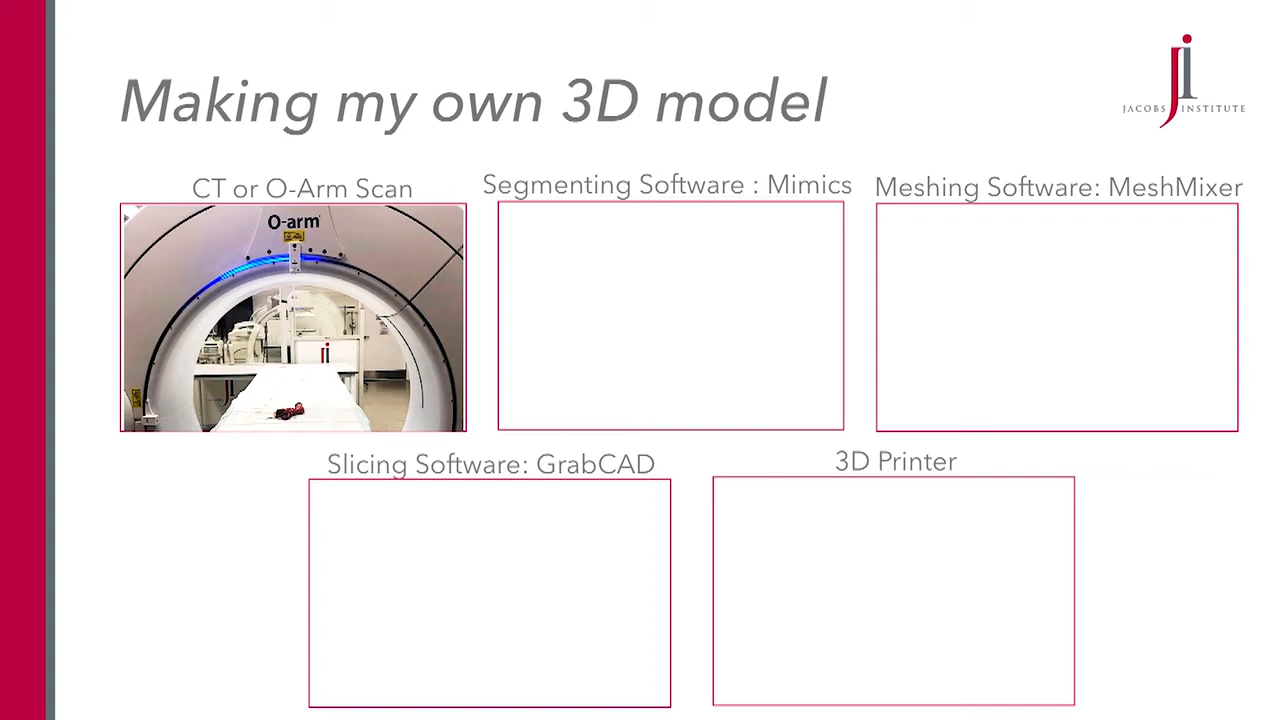 Making my own 3D model
JACOBS INSTITUTE
CT or O-Arm Scan
Segmenting Software : Mimics
Meshing Software: MeshMixer
O-arm
Slicing Software: GrabCAD
3D Printer